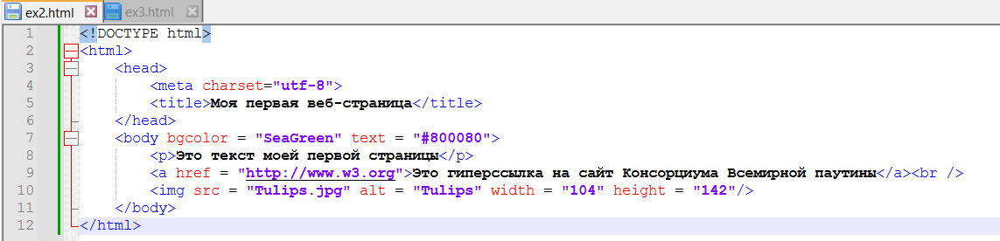 ex2.html ex3.html
1 <!DOCTYPE html>
2 <html>
3 <head>
4 <meta charset="utf-8">
5 <title>Моя первая веб-страница</title>
6 </head>
7 <body bgcolor = "SeaGreen" text = "#800080">
8 <p>Это текст моей первой страницы</p>
9 <a href = "http://www.w3.org">Это гиперссылка на сайт Консорциума Всемирной паутины</a><br />
10 <img src = "Tulips.jpg" alt = "Tulips" width = "104" height = "142"/>
11 </body>
12 </html>